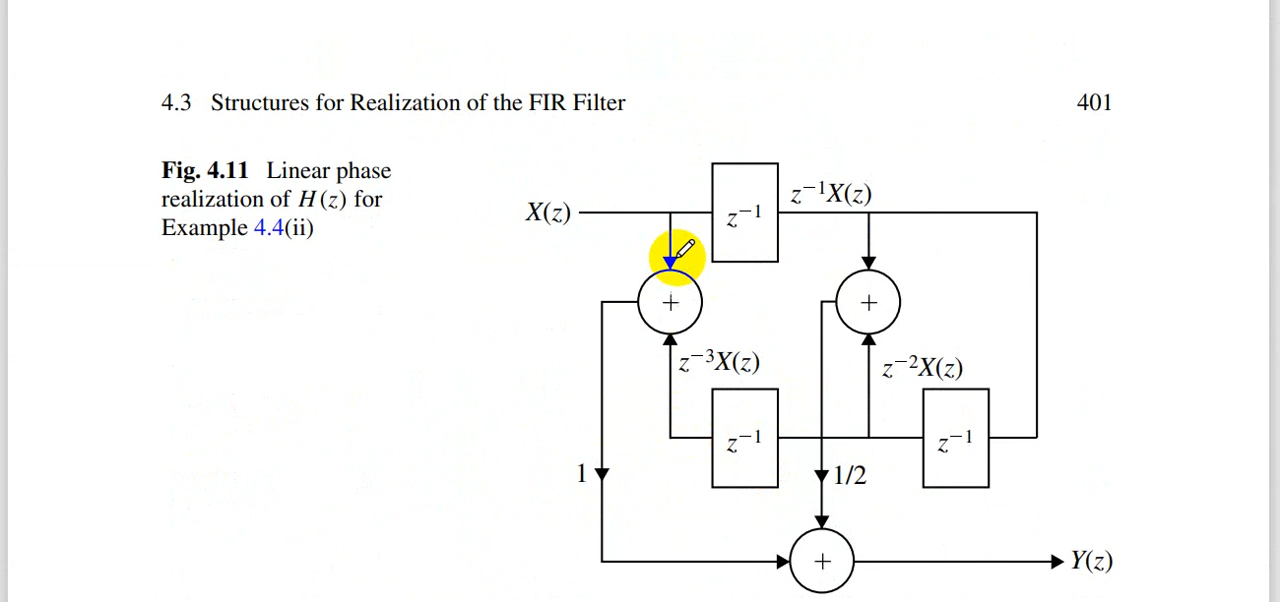 4.3 Structures for Realization of the FIR Filter
401
Fig. 4.11 Linear phase
realization of H(z) for
Example 4.4(ii)
X(z)
z⁻¹
z⁻¹X(z)
+
+
z⁻³X(z)
z⁻²X(z)
z⁻¹
z⁻¹
1
1/2
+
Y(z)